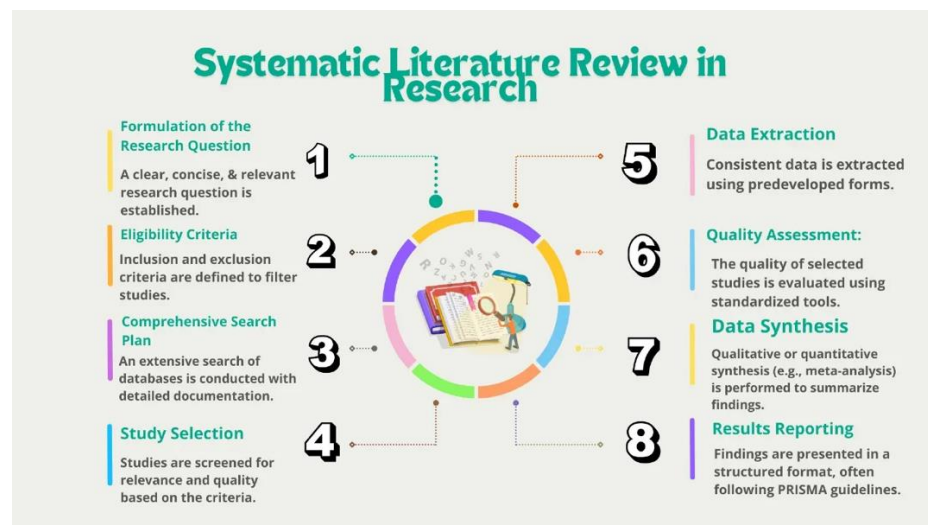 Systematic Literature Review in
Research
Formulation of the
Research Question
A clear, concise, & relevant
research question is
established.
1
Eligibility Criteria
Inclusion and exclusion
criteria are defined to filter
studies.
2
Comprehensive Search
Plan
An extensive search of
databases is conducted with
detailed documentation.
3
Study Selection
Studies are screened for
relevance and quality
based on the criteria.
4
5
Data Extraction
Consistent data is extracted
using predeveloped forms.
6
Quality Assessment:
The quality of selected
studies is evaluated using
standardized tools.
7
Data Synthesis
Qualitative or quantitative
synthesis (e.g., meta-analysis)
is performed to summarize
findings.
8
Results Reporting
Findings are presented in a
structured format, often
following PRISMA guidelines.